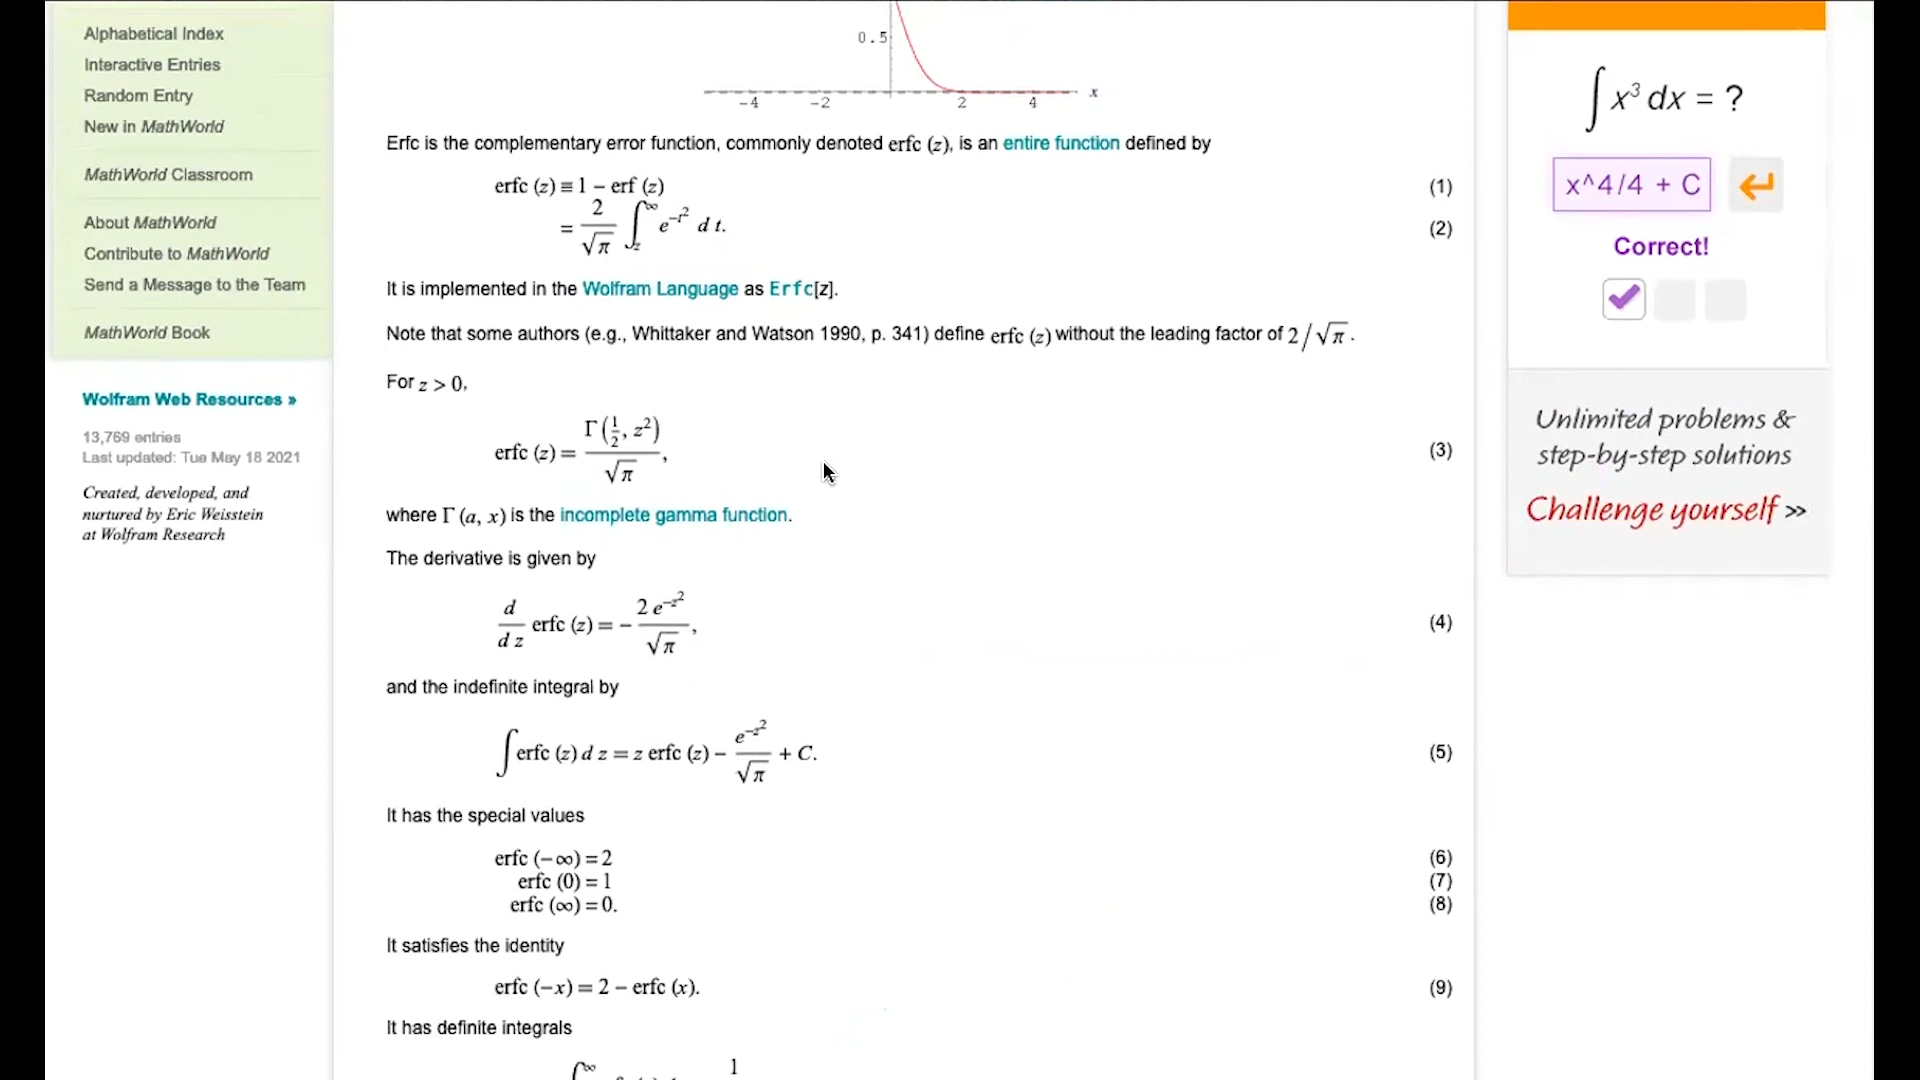 Alphabetical Index
Interactive Entries
Random Entry
New in MathWorld
MathWorld Classroom
About MathWorld
Contribute to MathWorld
Send a Message to the Team
MathWorld Book
Wolfram Web Resources »
13,769 entries
Last updated: Tue May 18 2021
Created, developed, and
nurtured by Eric Weisstein
at Wolfram Research
0.5
−4 −2 2 4 x
Erfc is the complementary error function, commonly denoted erfc (z), is an entire function defined by
erfc (z) ≡ 1 − erf (z) (1)
= 2/√π ∫_z^∞ e^(−t^2) d t. (2)
It is implemented in the Wolfram Language as Erfc[z].
Note that some authors (e.g., Whittaker and Watson 1990, p. 341) define erfc (z) without the leading factor of 2 / √π .
For z > 0,
erfc (z) = Γ(1/2, z^2)/√π, (3)
where Γ (a, x) is the incomplete gamma function.
The derivative is given by
d/d z erfc (z) = − 2 e^(−z^2)/√π, (4)
and the indefinite integral by
∫ erfc (z) d z = z erfc (z) − e^(−z^2)/√π + C. (5)
It has the special values
erfc (−∞) = 2 (6)
erfc (0) = 1 (7)
erfc (∞) = 0. (8)
It satisfies the identity
erfc (−x) = 2 − erfc (x). (9)
It has definite integrals
∫ x³ dx = ?
x^4/4 + C
Correct!
Unlimited problems &
step-by-step solutions
Challenge yourself »